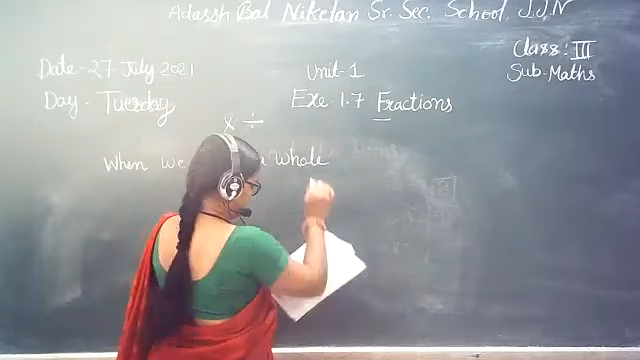 Adassh Bal Niketan Sr. Sec. School, J.J.N
Class : III
Date - 27 July 2021 Unit-1 Sub-Maths
Day - Tuesday Exe-1.7 Fractions
× ÷
When we a whole